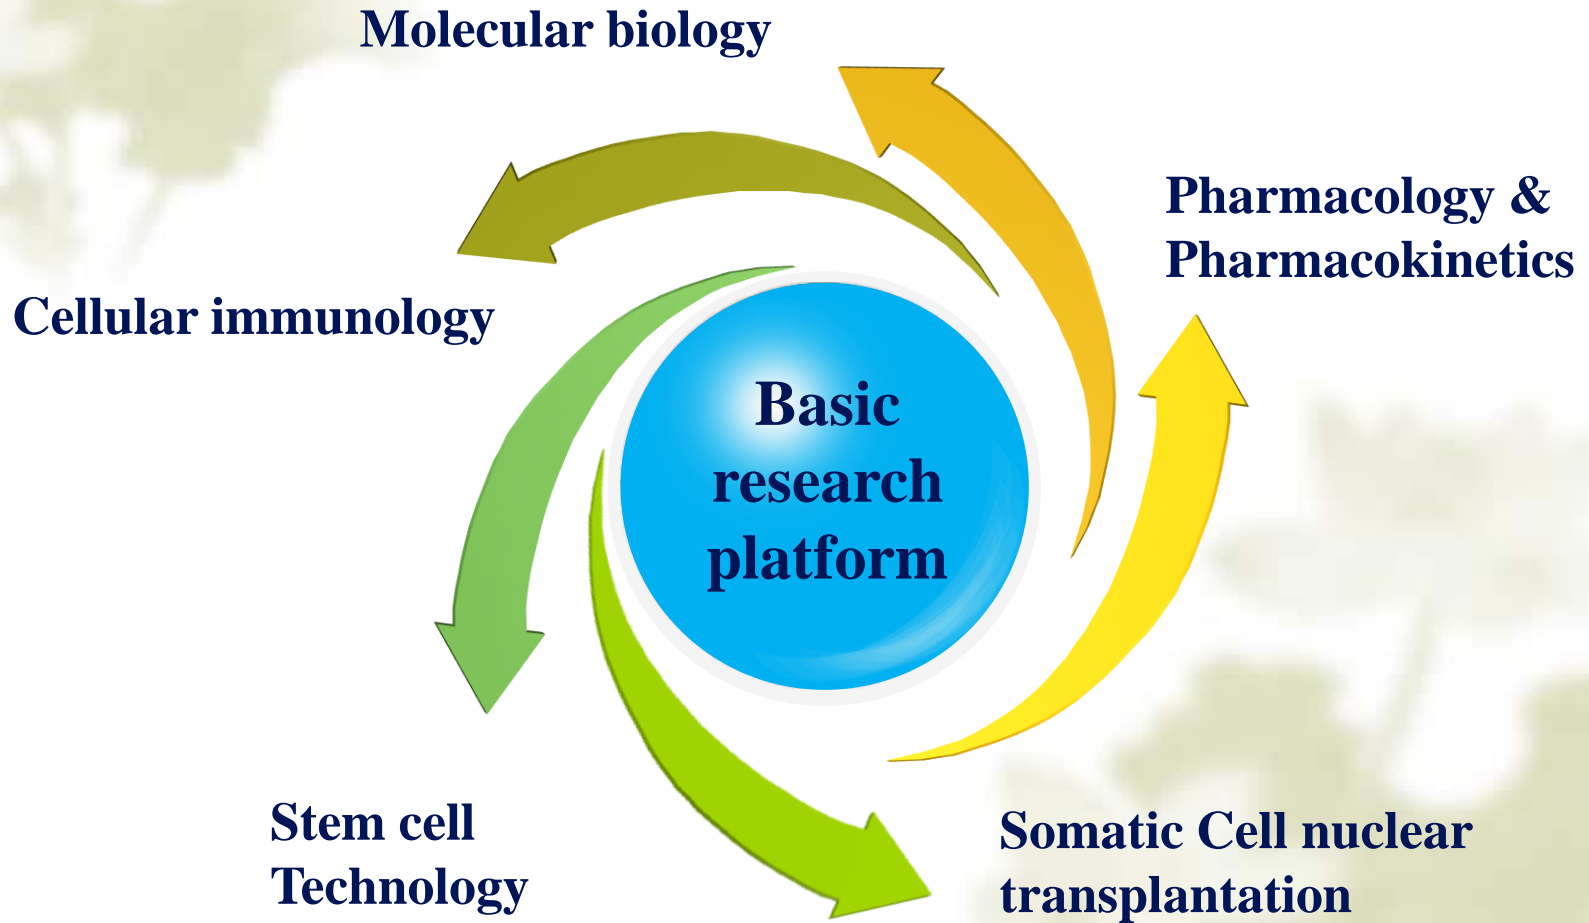 Molecular biology
Pharmacology &
Pharmacokinetics
Cellular immunology
Basic
research
platform
Stem cell
Technology
Somatic Cell nuclear
transplantation